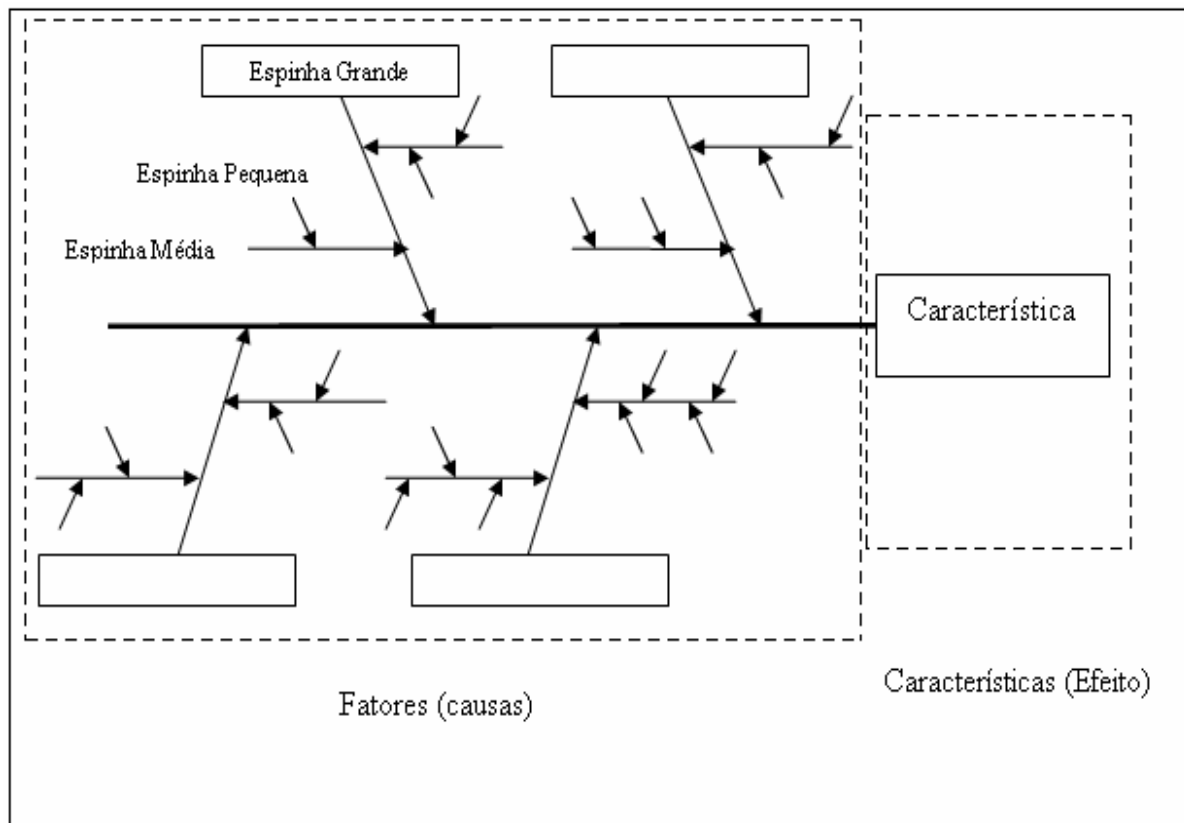 Espinha Grande
Espinha Pequena
Espinha Média
Característica
Fatores (causas)
Características (Efeito)